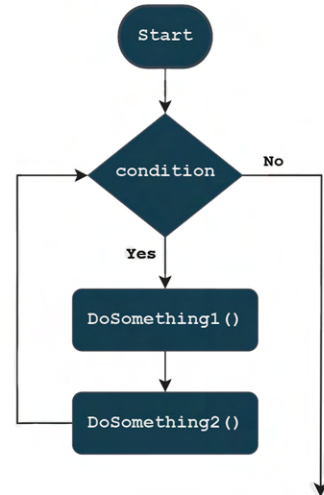 Start
condition
No
Yes
DoSomething1()
DoSomething2()